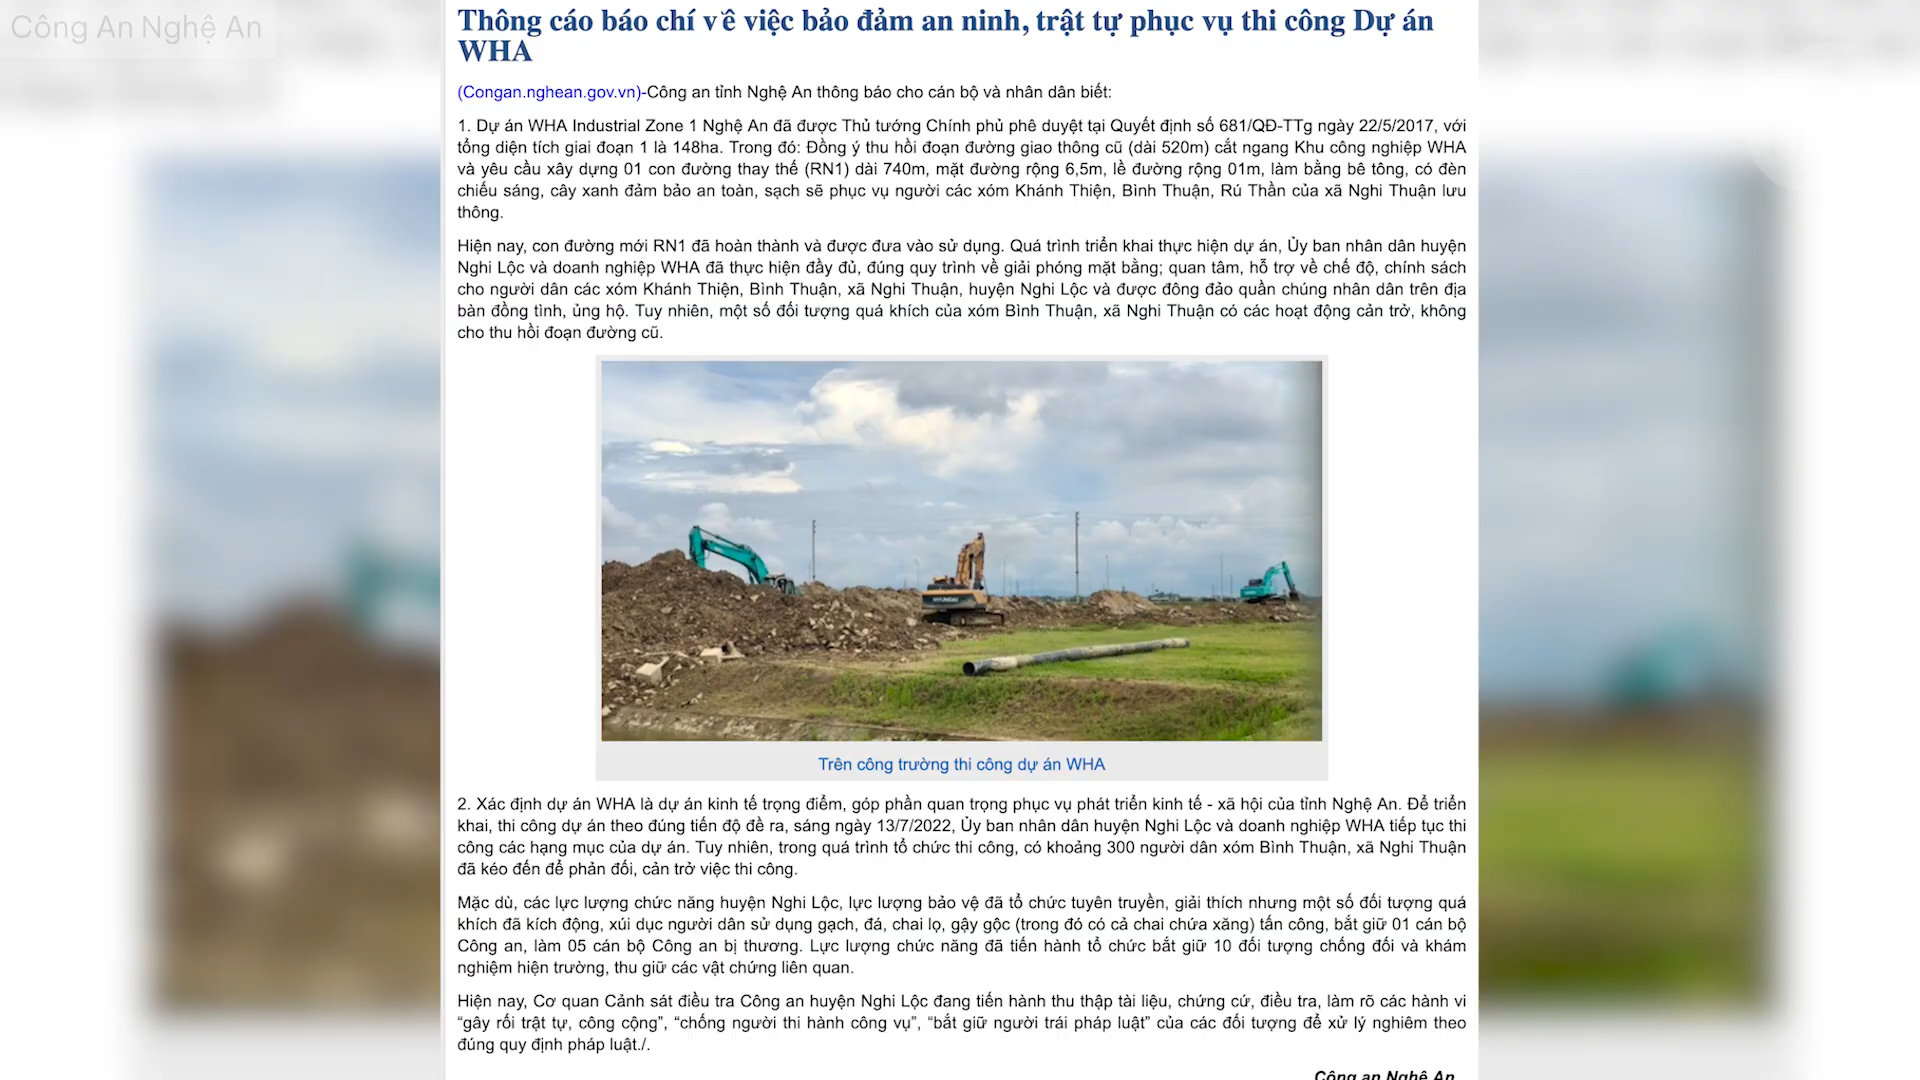 Công An Nghệ An
Thông cáo báo chí về việc bảo đảm an ninh, trật tự phục vụ thi công Dự án
WHA
(Congan.nghean.gov.vn)-Công an tỉnh Nghệ An thông báo cho cán bộ và nhân dân biết:
1. Dự án WHA Industrial Zone 1 Nghệ An đã được Thủ tướng Chính phủ phê duyệt tại Quyết định số 681/QĐ-TTg ngày 22/5/2017, với
tổng diện tích giai đoạn 1 là 148ha. Trong đó: Đồng ý thu hồi đoạn đường giao thông cũ (dài 520m) cắt ngang Khu công nghiệp WHA
và yêu cầu xây dựng 01 con đường thay thế (RN1) dài 740m, mặt đường rộng 6,5m, lề đường rộng 01m, làm bằng bê tông, có đèn
chiếu sáng, cây xanh đảm bảo an toàn, sạch sẽ phục vụ người các xóm Khánh Thiện, Bình Thuận, Rú Thần của xã Nghi Thuận lưu
thông.
Hiện nay, con đường mới RN1 đã hoàn thành và được đưa vào sử dụng. Quá trình triển khai thực hiện dự án, Ủy ban nhân dân huyện
Nghi Lộc và doanh nghiệp WHA đã thực hiện đầy đủ, đúng quy trình về giải phóng mặt bằng; quan tâm, hỗ trợ về chế độ, chính sách
cho người dân các xóm Khánh Thiện, Bình Thuận, xã Nghi Thuận, huyện Nghi Lộc và được đông đảo quần chúng nhân dân trên địa
bàn đồng tình, ủng hộ. Tuy nhiên, một số đối tượng quá khích của xóm Bình Thuận, xã Nghi Thuận có các hoạt động cản trở, không
cho thu hồi đoạn đường cũ.
HYUNDAI
Trên công trường thi công dự án WHA
2. Xác định dự án WHA là dự án kinh tế trọng điểm, góp phần quan trọng phục vụ phát triển kinh tế - xã hội của tỉnh Nghệ An. Để triển
khai, thi công dự án theo đúng tiến độ đề ra, sáng ngày 13/7/2022, Ủy ban nhân dân huyện Nghi Lộc và doanh nghiệp WHA tiếp tục thi
công các hạng mục của dự án. Tuy nhiên, trong quá trình tổ chức thi công, có khoảng 300 người dân xóm Bình Thuận, xã Nghi Thuận
đã kéo đến để phản đối, cản trở việc thi công.
Mặc dù, các lực lượng chức năng huyện Nghi Lộc, lực lượng bảo vệ đã tổ chức tuyên truyền, giải thích nhưng một số đối tượng quá
khích đã kích động, xúi dục người dân sử dụng gạch, đá, chai lọ, gậy gộc (trong đó có cả chai chứa xăng) tấn công, bắt giữ 01 cán bộ
Công an, làm 05 cán bộ Công an bị thương. Lực lượng chức năng đã tiến hành tổ chức bắt giữ 10 đối tượng chống đối và khám
nghiệm hiện trường, thu giữ các vật chứng liên quan.
Hiện nay, Cơ quan Cảnh sát điều tra Công an huyện Nghi Lộc đang tiến hành thu thập tài liệu, chứng cứ, điều tra, làm rõ các hành vi
“gây rối trật tự, công cộng”, “chống người thi hành công vụ”, “bắt giữ người trái pháp luật” của các đối tượng để xử lý nghiêm theo
đúng quy định pháp luật./.
Công an Nghệ An